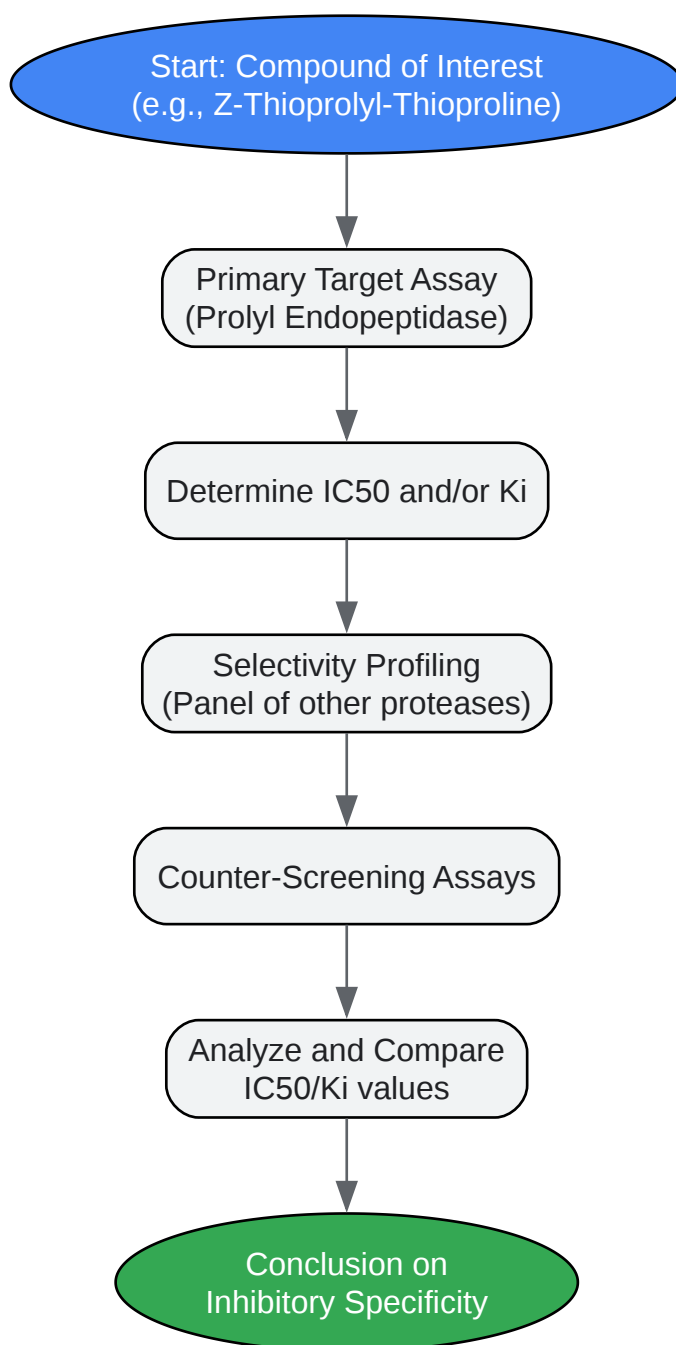 Start: Compound of Interest
(e.g., Z-Thioprolyl-Thioproline)
Primary Target Assay
(Prolyl Endopeptidase)
Determine IC50 and/or Ki
Selectivity Profiling
(Panel of other proteases)
Counter-Screening Assays
Analyze and Compare
IC50/Ki values
Conclusion on
Inhibitory Specificity